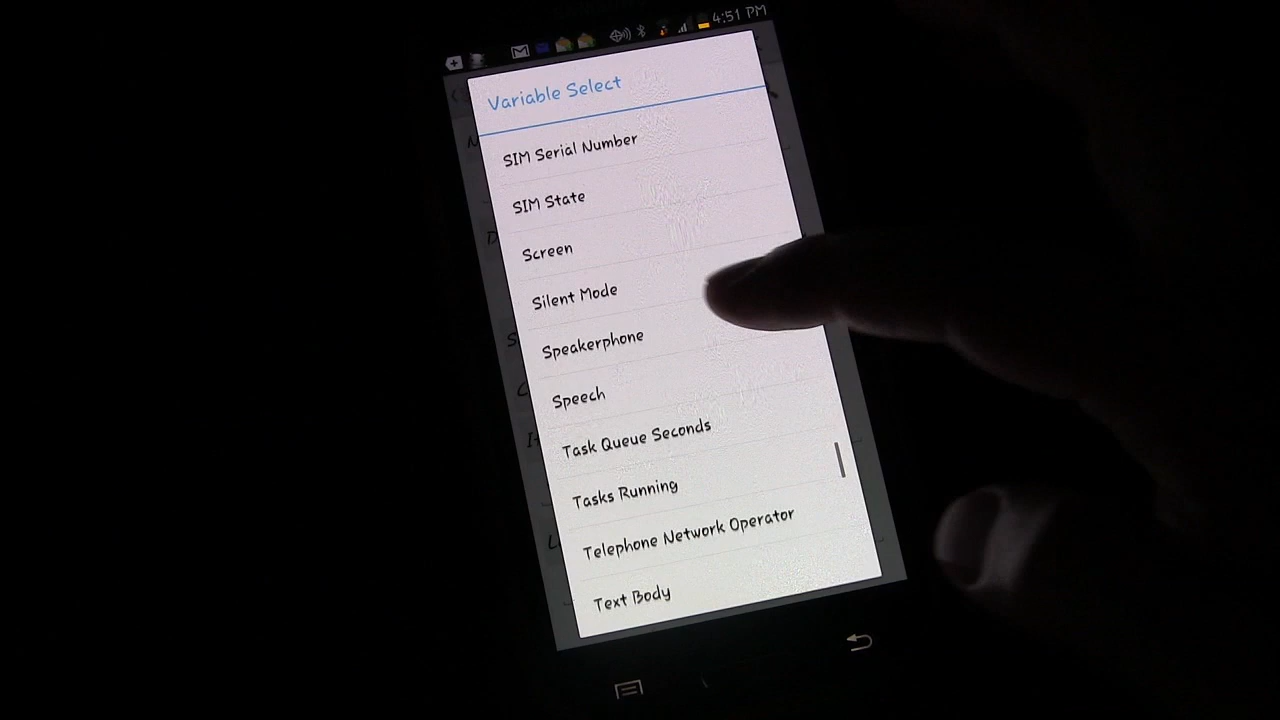 4:51 PM
Variable Select
SIM Serial Number
SIM State
Screen
Silent Mode
Speakerphone
Speech
Task Queue Seconds
Tasks Running
Telephone Network Operator
Text Body